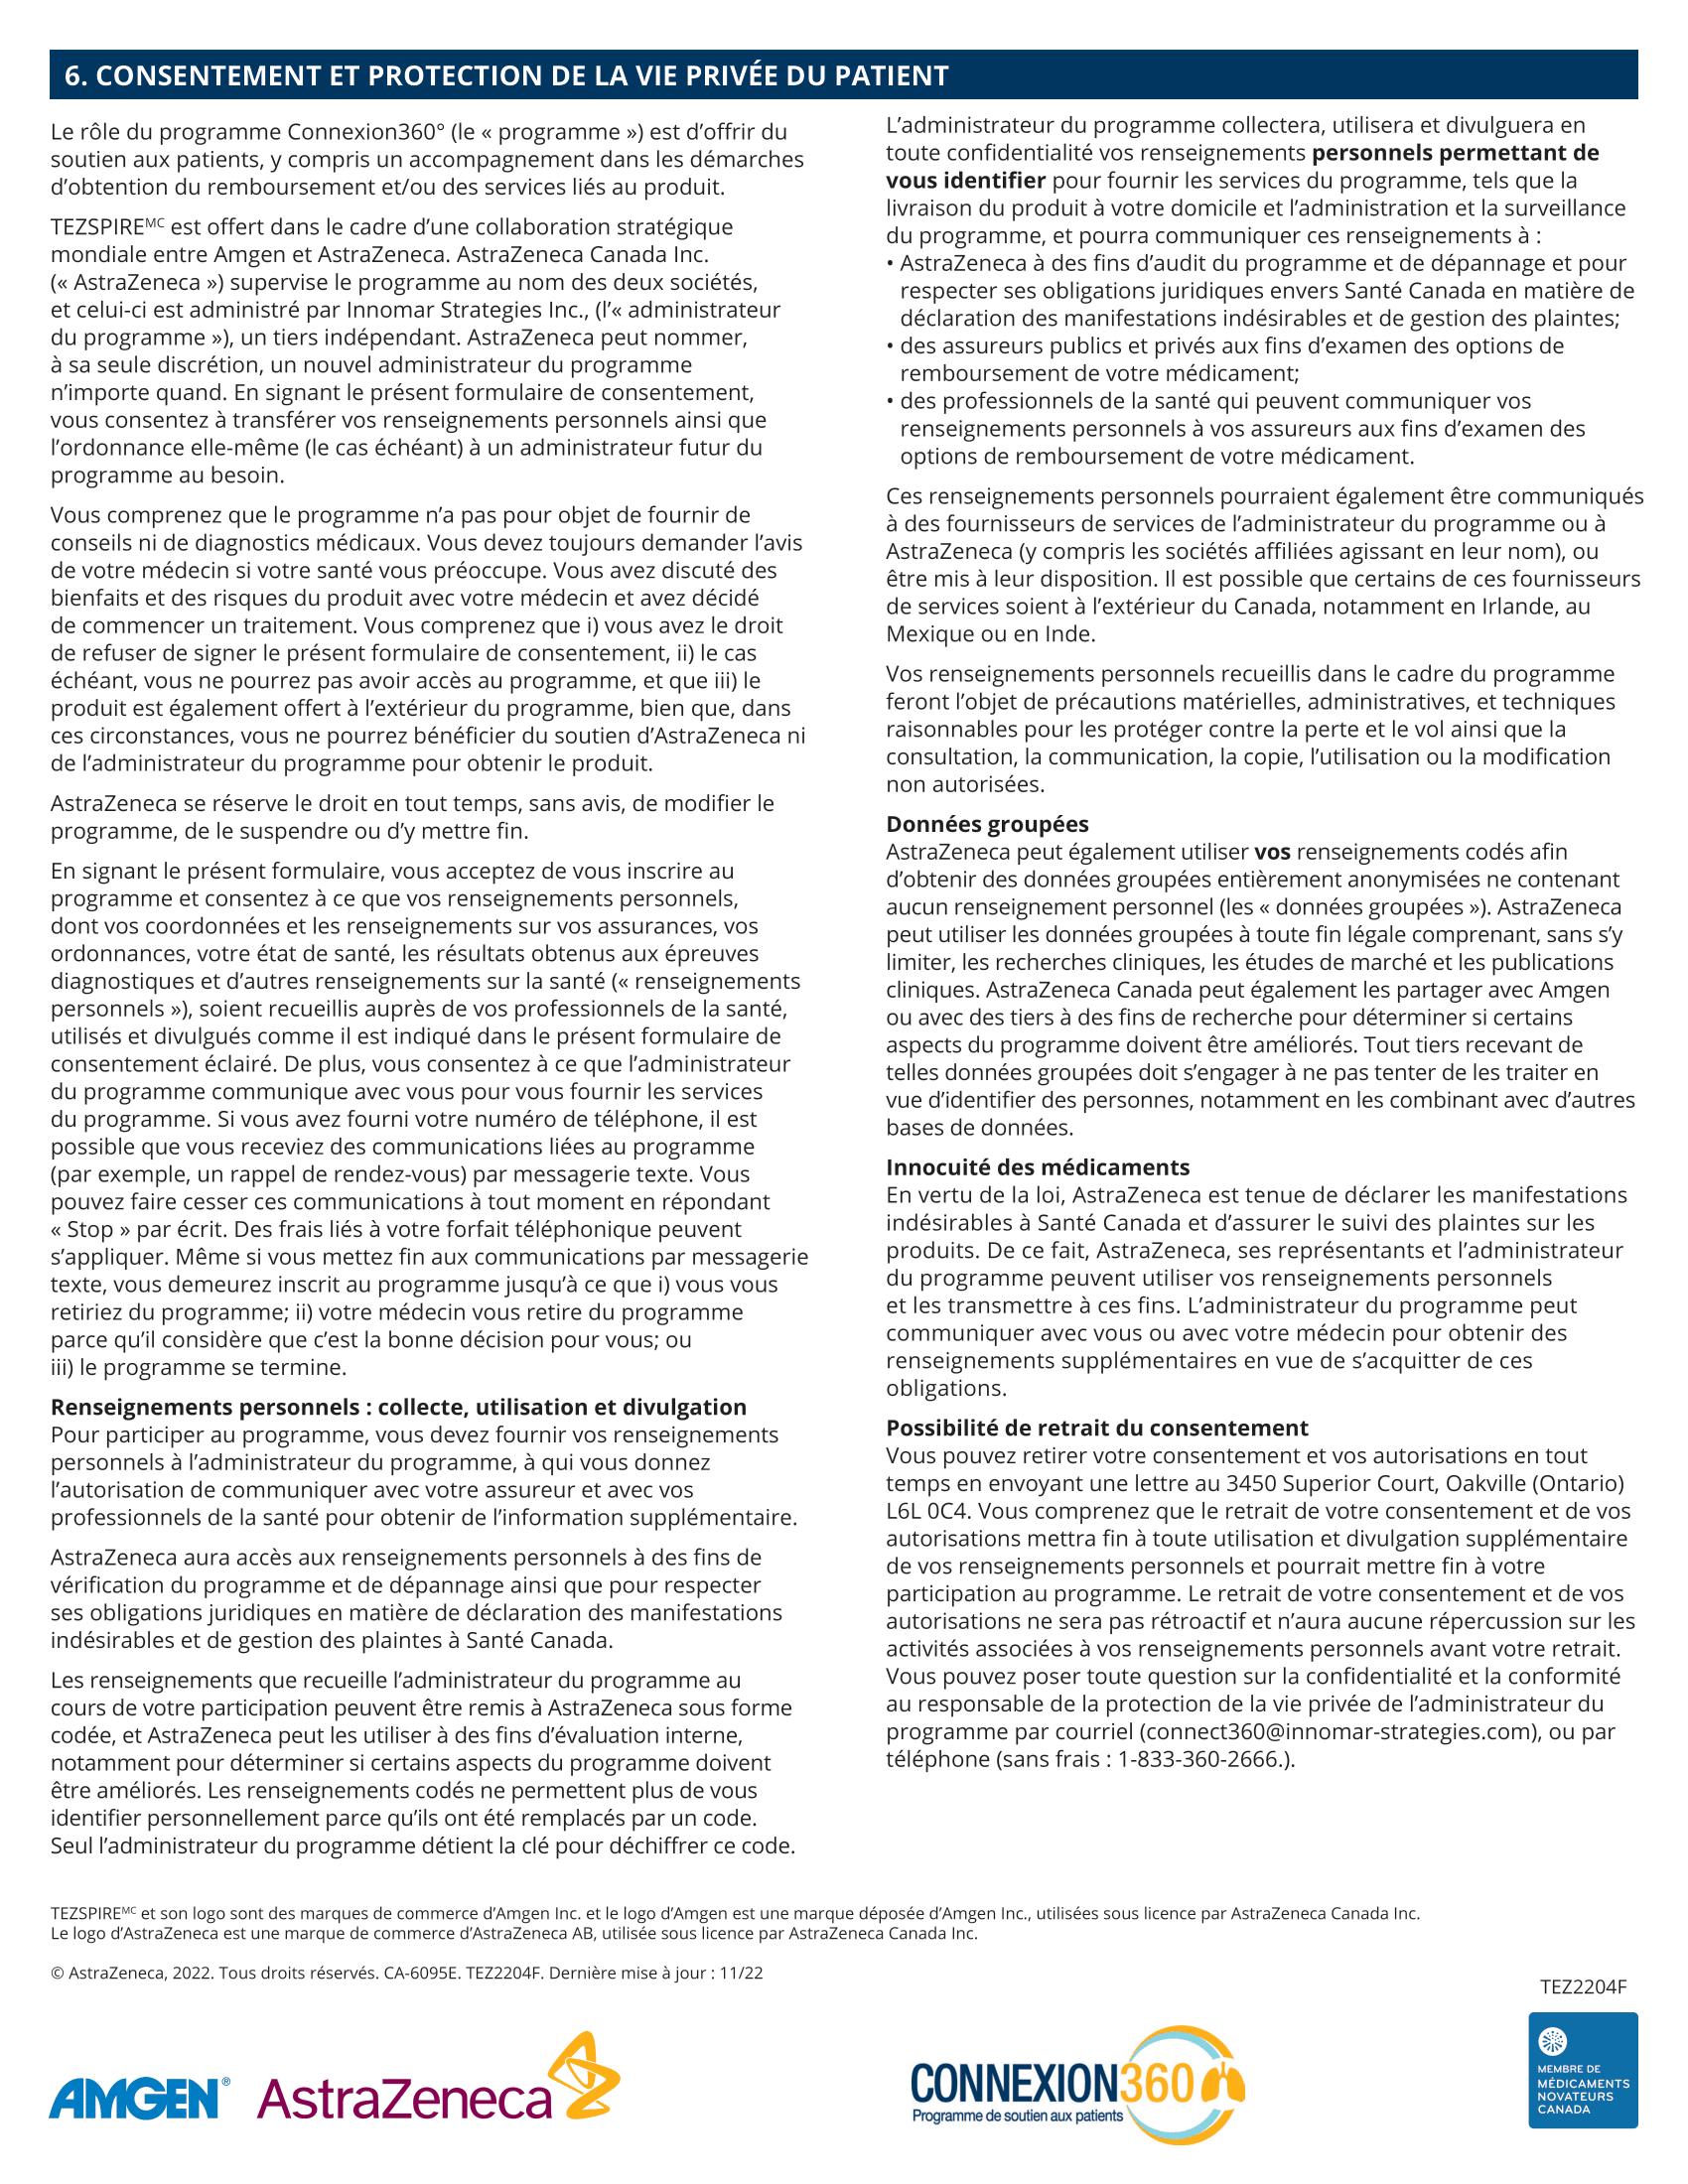 6. CONSENTEMENT ET PROTECTION DE LA VIE PRIVÉE DU PATIENT
Le rôle du programme Connexion360° (le « programme ») est d’offrir du
soutien aux patients, y compris un accompagnement dans les démarches
d’obtention du remboursement et/ou des services liés au produit.
TEZSPIREᴹᶜ est offert dans le cadre d’une collaboration stratégique
mondiale entre Amgen et AstraZeneca. AstraZeneca Canada Inc.
(« AstraZeneca ») supervise le programme au nom des deux sociétés,
et celui-ci est administré par Innomar Strategies Inc., (l’« administrateur
du programme »), un tiers indépendant. AstraZeneca peut nommer,
à sa seule discrétion, un nouvel administrateur du programme
n’importe quand. En signant le présent formulaire de consentement,
vous consentez à transférer vos renseignements personnels ainsi que
l’ordonnance elle-même (le cas échéant) à un administrateur futur du
programme au besoin.
Vous comprenez que le programme n’a pas pour objet de fournir de
conseils ni de diagnostics médicaux. Vous devez toujours demander l’avis
de votre médecin si votre santé vous préoccupe. Vous avez discuté des
bienfaits et des risques du produit avec votre médecin et avez décidé
de commencer un traitement. Vous comprenez que i) vous avez le droit
de refuser de signer le présent formulaire de consentement, ii) le cas
échéant, vous ne pourrez pas avoir accès au programme, et que iii) le
produit est également offert à l’extérieur du programme, bien que, dans
ces circonstances, vous ne pourrez bénéficier du soutien d’AstraZeneca ni
de l’administrateur du programme pour obtenir le produit.
AstraZeneca se réserve le droit en tout temps, sans avis, de modifier le
programme, de le suspendre ou d’y mettre fin.
En signant le présent formulaire, vous acceptez de vous inscrire au
programme et consentez à ce que vos renseignements personnels,
dont vos coordonnées et les renseignements sur vos assurances, vos
ordonnances, votre état de santé, les résultats obtenus aux épreuves
diagnostiques et d’autres renseignements sur la santé (« renseignements
personnels »), soient recueillis auprès de vos professionnels de la santé,
utilisés et divulgués comme il est indiqué dans le présent formulaire de
consentement éclairé. De plus, vous consentez à ce que l’administrateur
du programme communique avec vous pour vous fournir les services
du programme. Si vous avez fourni votre numéro de téléphone, il est
possible que vous receviez des communications liées au programme
(par exemple, un rappel de rendez-vous) par messagerie texte. Vous
pouvez faire cesser ces communications à tout moment en répondant
« Stop » par écrit. Des frais liés à votre forfait téléphonique peuvent
s’appliquer. Même si vous mettez fin aux communications par messagerie
texte, vous demeurez inscrit au programme jusqu’à ce que i) vous vous
retiriez du programme; ii) votre médecin vous retire du programme
parce qu’il considère que c’est la bonne décision pour vous; ou
iii) le programme se termine.
Renseignements personnels : collecte, utilisation et divulgation
Pour participer au programme, vous devez fournir vos renseignements
personnels à l’administrateur du programme, à qui vous donnez
l’autorisation de communiquer avec votre assureur et avec vos
professionnels de la santé pour obtenir de l’information supplémentaire.
AstraZeneca aura accès aux renseignements personnels à des fins de
vérification du programme et de dépannage ainsi que pour respecter
ses obligations juridiques en matière de déclaration des manifestations
indésirables et de gestion des plaintes à Santé Canada.
Les renseignements que recueille l’administrateur du programme au
cours de votre participation peuvent être remis à AstraZeneca sous forme
codée, et AstraZeneca peut les utiliser à des fins d’évaluation interne,
notamment pour déterminer si certains aspects du programme doivent
être améliorés. Les renseignements codés ne permettent plus de vous
identifier personnellement parce qu’ils ont été remplacés par un code.
Seul l’administrateur du programme détient la clé pour déchiffrer ce code.
L’administrateur du programme collectera, utilisera et divulguera en
toute confidentialité vos renseignements personnels permettant de
vous identifier pour fournir les services du programme, tels que la
livraison du produit à votre domicile et l’administration et la surveillance
du programme, et pourra communiquer ces renseignements à :
• AstraZeneca à des fins d’audit du programme et de dépannage et pour
respecter ses obligations juridiques envers Santé Canada en matière de
déclaration des manifestations indésirables et de gestion des plaintes;
• des assureurs publics et privés aux fins d’examen des options de
remboursement de votre médicament;
• des professionnels de la santé qui peuvent communiquer vos
renseignements personnels à vos assureurs aux fins d’examen des
options de remboursement de votre médicament.
Ces renseignements personnels pourraient également être communiqués
à des fournisseurs de services de l’administrateur du programme ou à
AstraZeneca (y compris les sociétés affiliées agissant en leur nom), ou
être mis à leur disposition. Il est possible que certains de ces fournisseurs
de services soient à l’extérieur du Canada, notamment en Irlande, au
Mexique ou en Inde.
Vos renseignements personnels recueillis dans le cadre du programme
feront l’objet de précautions matérielles, administratives, et techniques
raisonnables pour les protéger contre la perte et le vol ainsi que la
consultation, la communication, la copie, l’utilisation ou la modification
non autorisées.
Données groupées
AstraZeneca peut également utiliser vos renseignements codés afin
d’obtenir des données groupées entièrement anonymisées ne contenant
aucun renseignement personnel (les « données groupées »). AstraZeneca
peut utiliser les données groupées à toute fin légale comprenant, sans s’y
limiter, les recherches cliniques, les études de marché et les publications
cliniques. AstraZeneca Canada peut également les partager avec Amgen
ou avec des tiers à des fins de recherche pour déterminer si certains
aspects du programme doivent être améliorés. Tout tiers recevant de
telles données groupées doit s’engager à ne pas tenter de les traiter en
vue d’identifier des personnes, notamment en les combinant avec d’autres
bases de données.
Innocuité des médicaments
En vertu de la loi, AstraZeneca est tenue de déclarer les manifestations
indésirables à Santé Canada et d’assurer le suivi des plaintes sur les
produits. De ce fait, AstraZeneca, ses représentants et l’administrateur
du programme peuvent utiliser vos renseignements personnels
et les transmettre à ces fins. L’administrateur du programme peut
communiquer avec vous ou avec votre médecin pour obtenir des
renseignements supplémentaires en vue de s’acquitter de ces
obligations.
Possibilité de retrait du consentement
Vous pouvez retirer votre consentement et vos autorisations en tout
temps en envoyant une lettre au 3450 Superior Court, Oakville (Ontario)
L6L 0C4. Vous comprenez que le retrait de votre consentement et de vos
autorisations mettra fin à toute utilisation et divulgation supplémentaire
de vos renseignements personnels et pourrait mettre fin à votre
participation au programme. Le retrait de votre consentement et de vos
autorisations ne sera pas rétroactif et n’aura aucune répercussion sur les
activités associées à vos renseignements personnels avant votre retrait.
Vous pouvez poser toute question sur la confidentialité et la conformité
au responsable de la protection de la vie privée de l’administrateur du
programme par courriel (connect360@innomar-strategies.com), ou par
téléphone (sans frais : 1-833-360-2666.).
TEZSPIREᴹᶜ et son logo sont des marques de commerce d’Amgen Inc. et le logo d’Amgen est une marque déposée d’Amgen Inc., utilisées sous licence par AstraZeneca Canada Inc.
Le logo d’AstraZeneca est une marque de commerce d’AstraZeneca AB, utilisée sous licence par AstraZeneca Canada Inc.
© AstraZeneca, 2022. Tous droits réservés. CA-6095E. TEZ2204F. Dernière mise à jour : 11/22
TEZ2204F
AMGEN®
AstraZeneca
CONNEXION360
Programme de soutien aux patients
MEMBRE DE
MÉDICAMENTS
NOVATEURS
CANADA